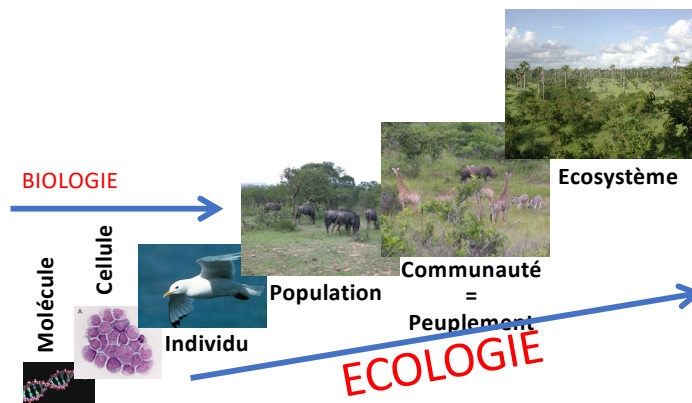 BIOLOGIE
Ecosystème
Cellule
Molécule
A
Communauté
=
Peuplement
Population
Individu
ECOLOGIE